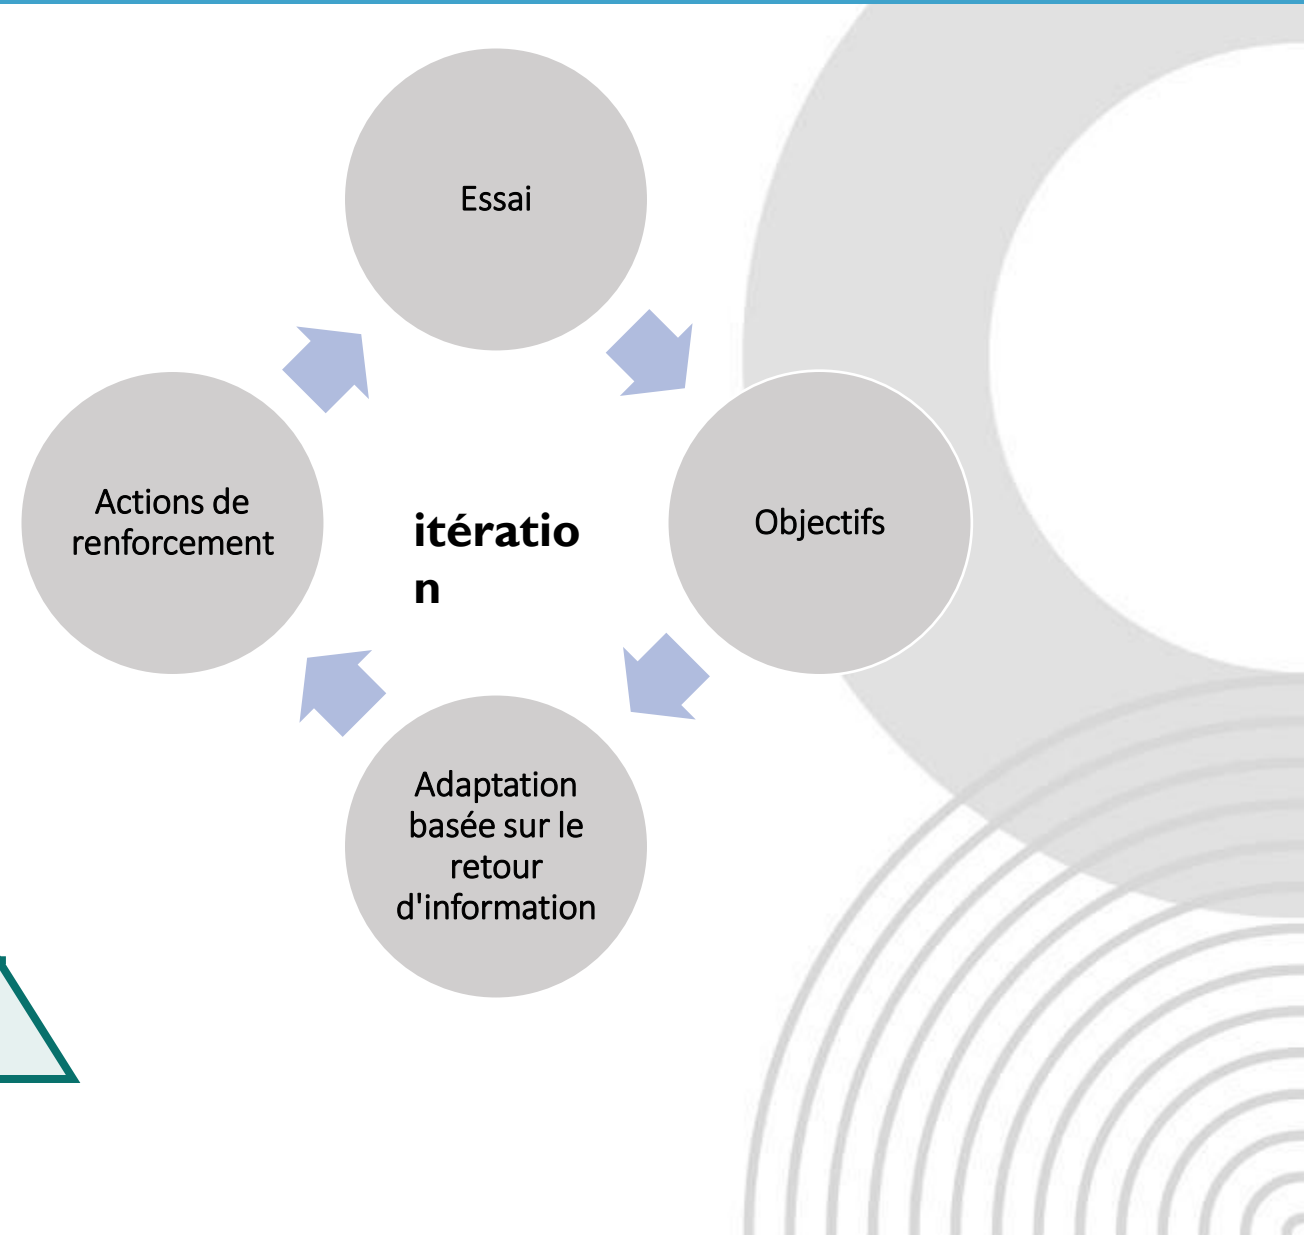 Essai
Actions de
renforcement
itératio
n
Objectifs
Adaptation
basée sur le
retour
d'information